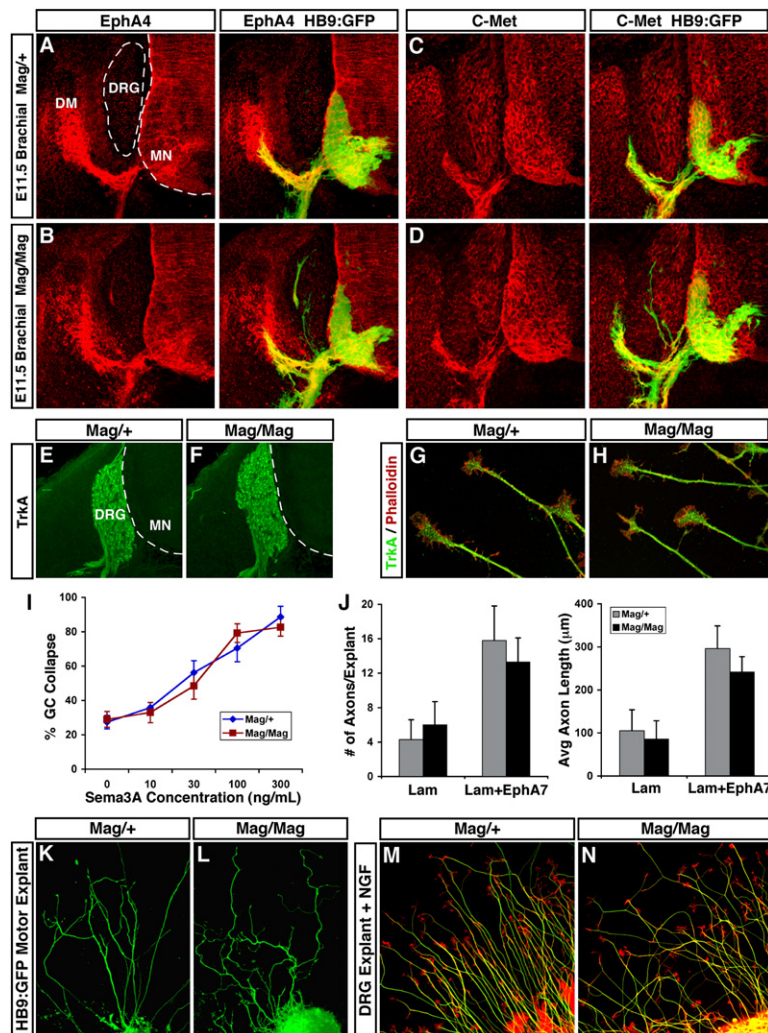 EphA4
EphA4 HB9:GFP
C-Met
C-Met HB9:GFP
E11.5 Brachial Mag/+
A
DRG
DM
MN
C
E11.5 Brachial Mag/Mag
B
D
Mag/+
Mag/Mag
Mag/+
Mag/Mag
TrkA
E
DRG
MN
F
TrkA / Phalloidin
G
H
I
% GC Collapse
100
80
60
40
20
0
0
10
30
100
300
Sema3A Concentration (ng/mL)
Mag/+
Mag/Mag
J
# of Axons/Explant
20
16
12
8
4
0
Lam
Lam+EphA7
Avg Axon Length (μm)
400
300
200
100
0
Lam
Lam+EphA7
Mag/+
Mag/Mag
Mag/+
Mag/Mag
Mag/+
Mag/Mag
HB9:GFP Motor Explant
K
L
DRG Explant + NGF
M
N